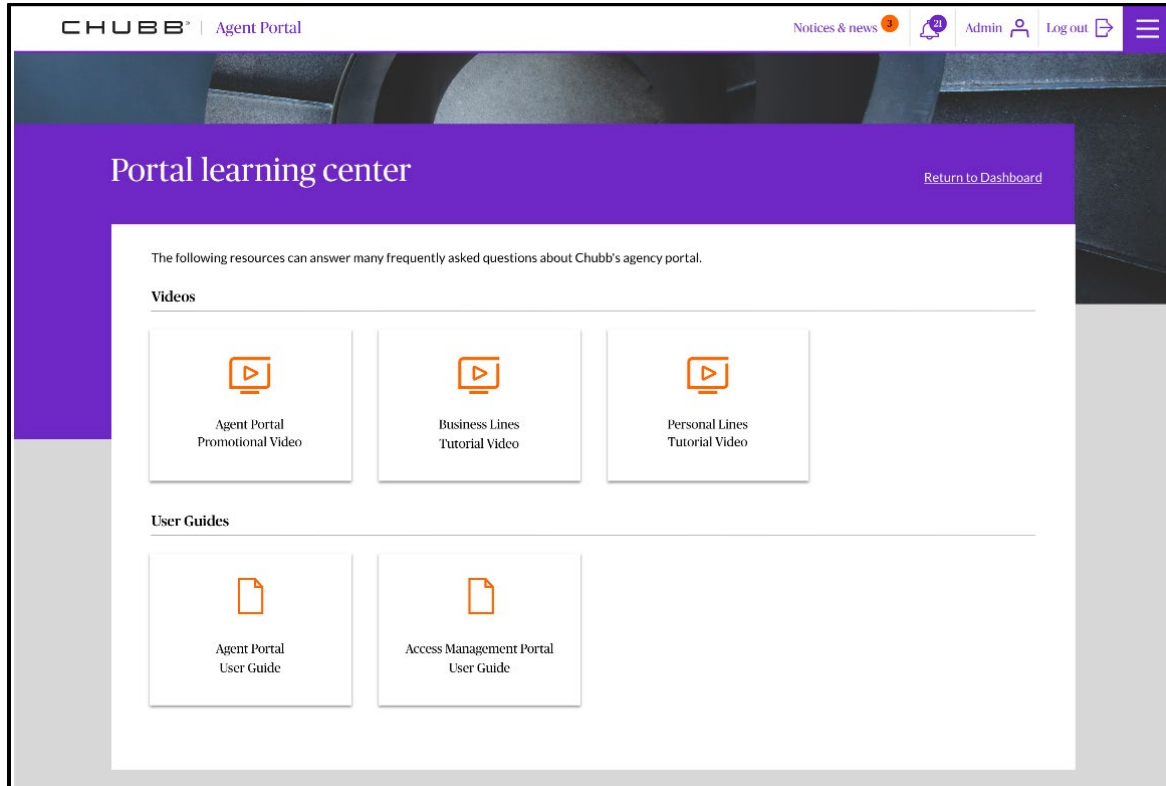 CHUBB® | Agent Portal
Notices & news 3
21
Admin
Log out
Portal learning center
Return to Dashboard
The following resources can answer many frequently asked questions about Chubb's agency portal.
Videos
Agent Portal
Promotional Video
Business Lines
Tutorial Video
Personal Lines
Tutorial Video
User Guides
Agent Portal
User Guide
Access Management Portal
User Guide